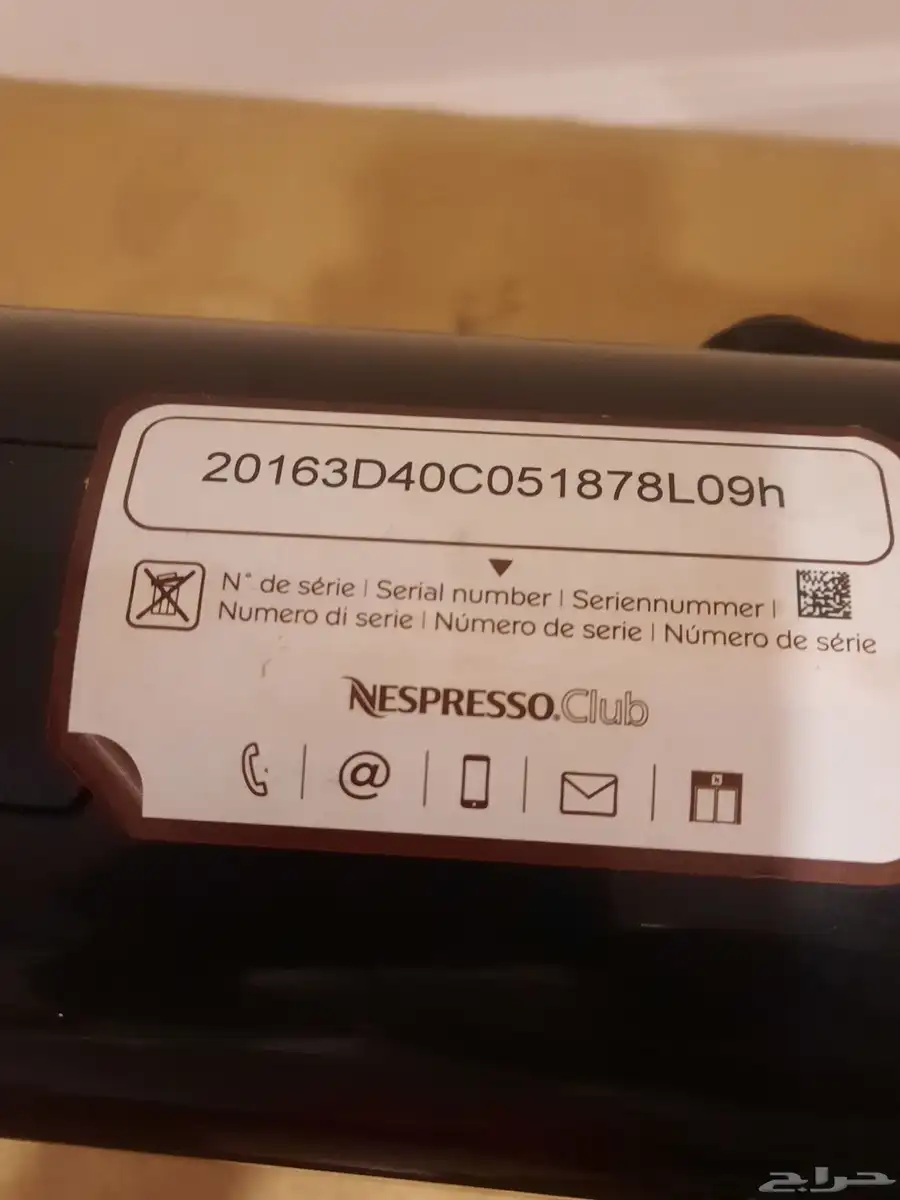 20163D40C051878L09h
N° de série | Serial number | Seriennummer |
Numero di serie | Número de serie | Número de série
NESPRESSO.Club
@
N
حراج